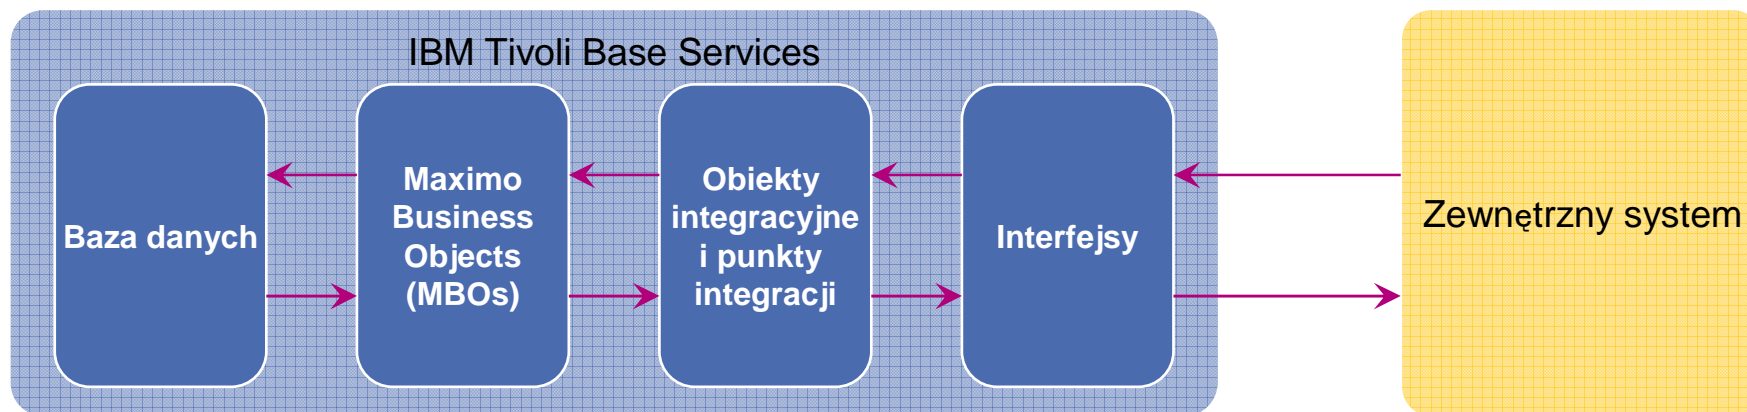 IBM Tivoli Base Services
Baza danych
Maximo
Business
Objects
(MBOs)
Obiekty
integracyjne
i punkty
integracji
Interfejsy
Zewnętrzny system